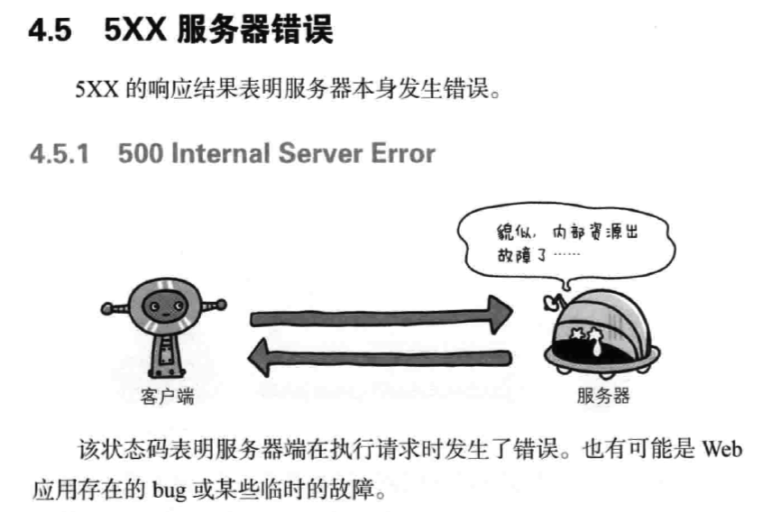 4.5 5XX 服务器错误
5XX 的响应结果表明服务器本身发生错误。
4.5.1 500 Internal Server Error
貌似，内部资源出
故障了……
客户端
服务器
该状态码表明服务器端在执行请求时发生了错误。也有可能是 Web
应用存在的 bug 或某些临时的故障。